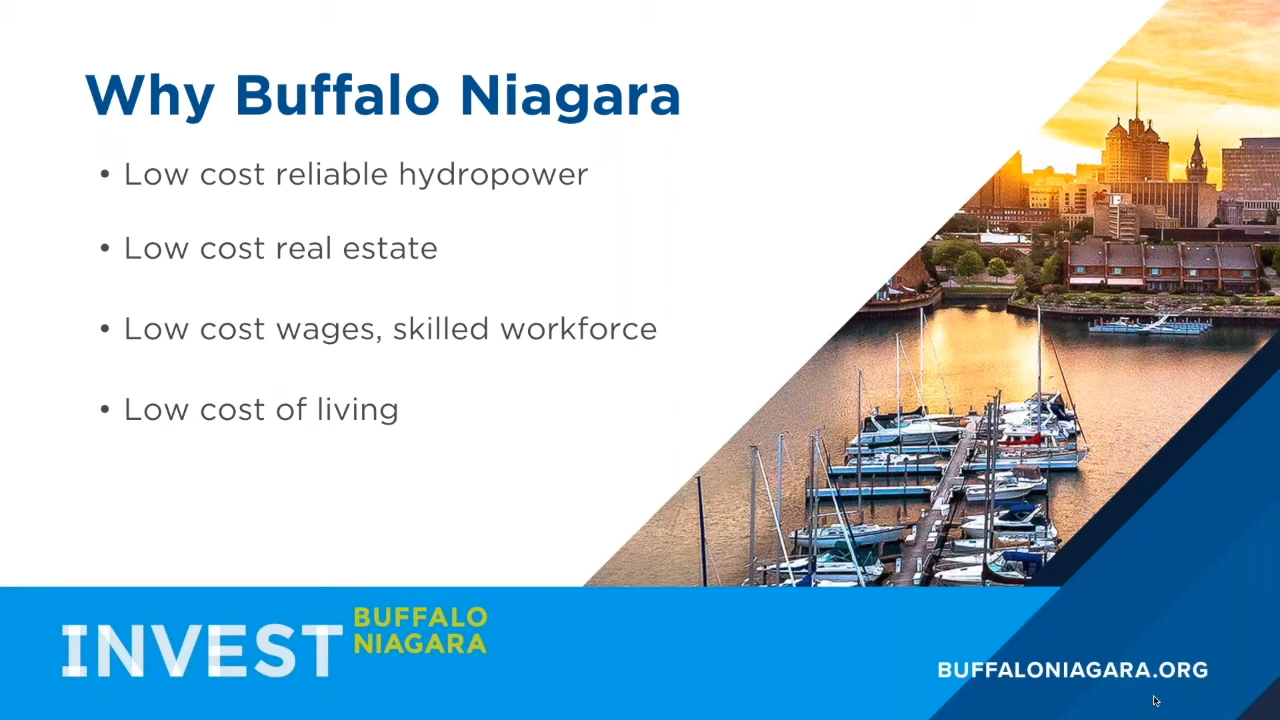 Why Buffalo Niagara
• Low cost reliable hydropower
• Low cost real estate
• Low cost wages, skilled workforce
• Low cost of living
INVEST BUFFALO
NIAGARA
BUFFALONIAGARA.ORG